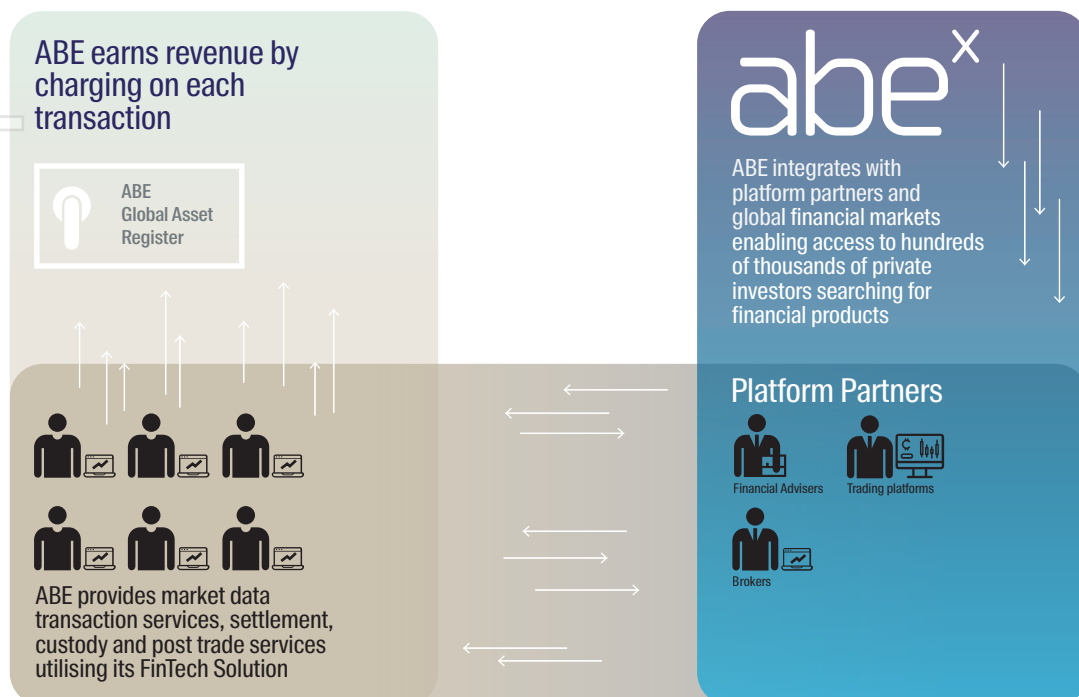 ABE earns revenue by
charging on each
transaction
ABE
Global Asset
Register
ABE provides market data
transaction services, settlement,
custody and post trade services
utilising its FinTech Solution
abe x
ABE integrates with
platform partners and
global financial markets
enabling access to hundreds
of thousands of private
investors searching for
financial products
Platform Partners
Financial Advisers
Trading platforms
Brokers